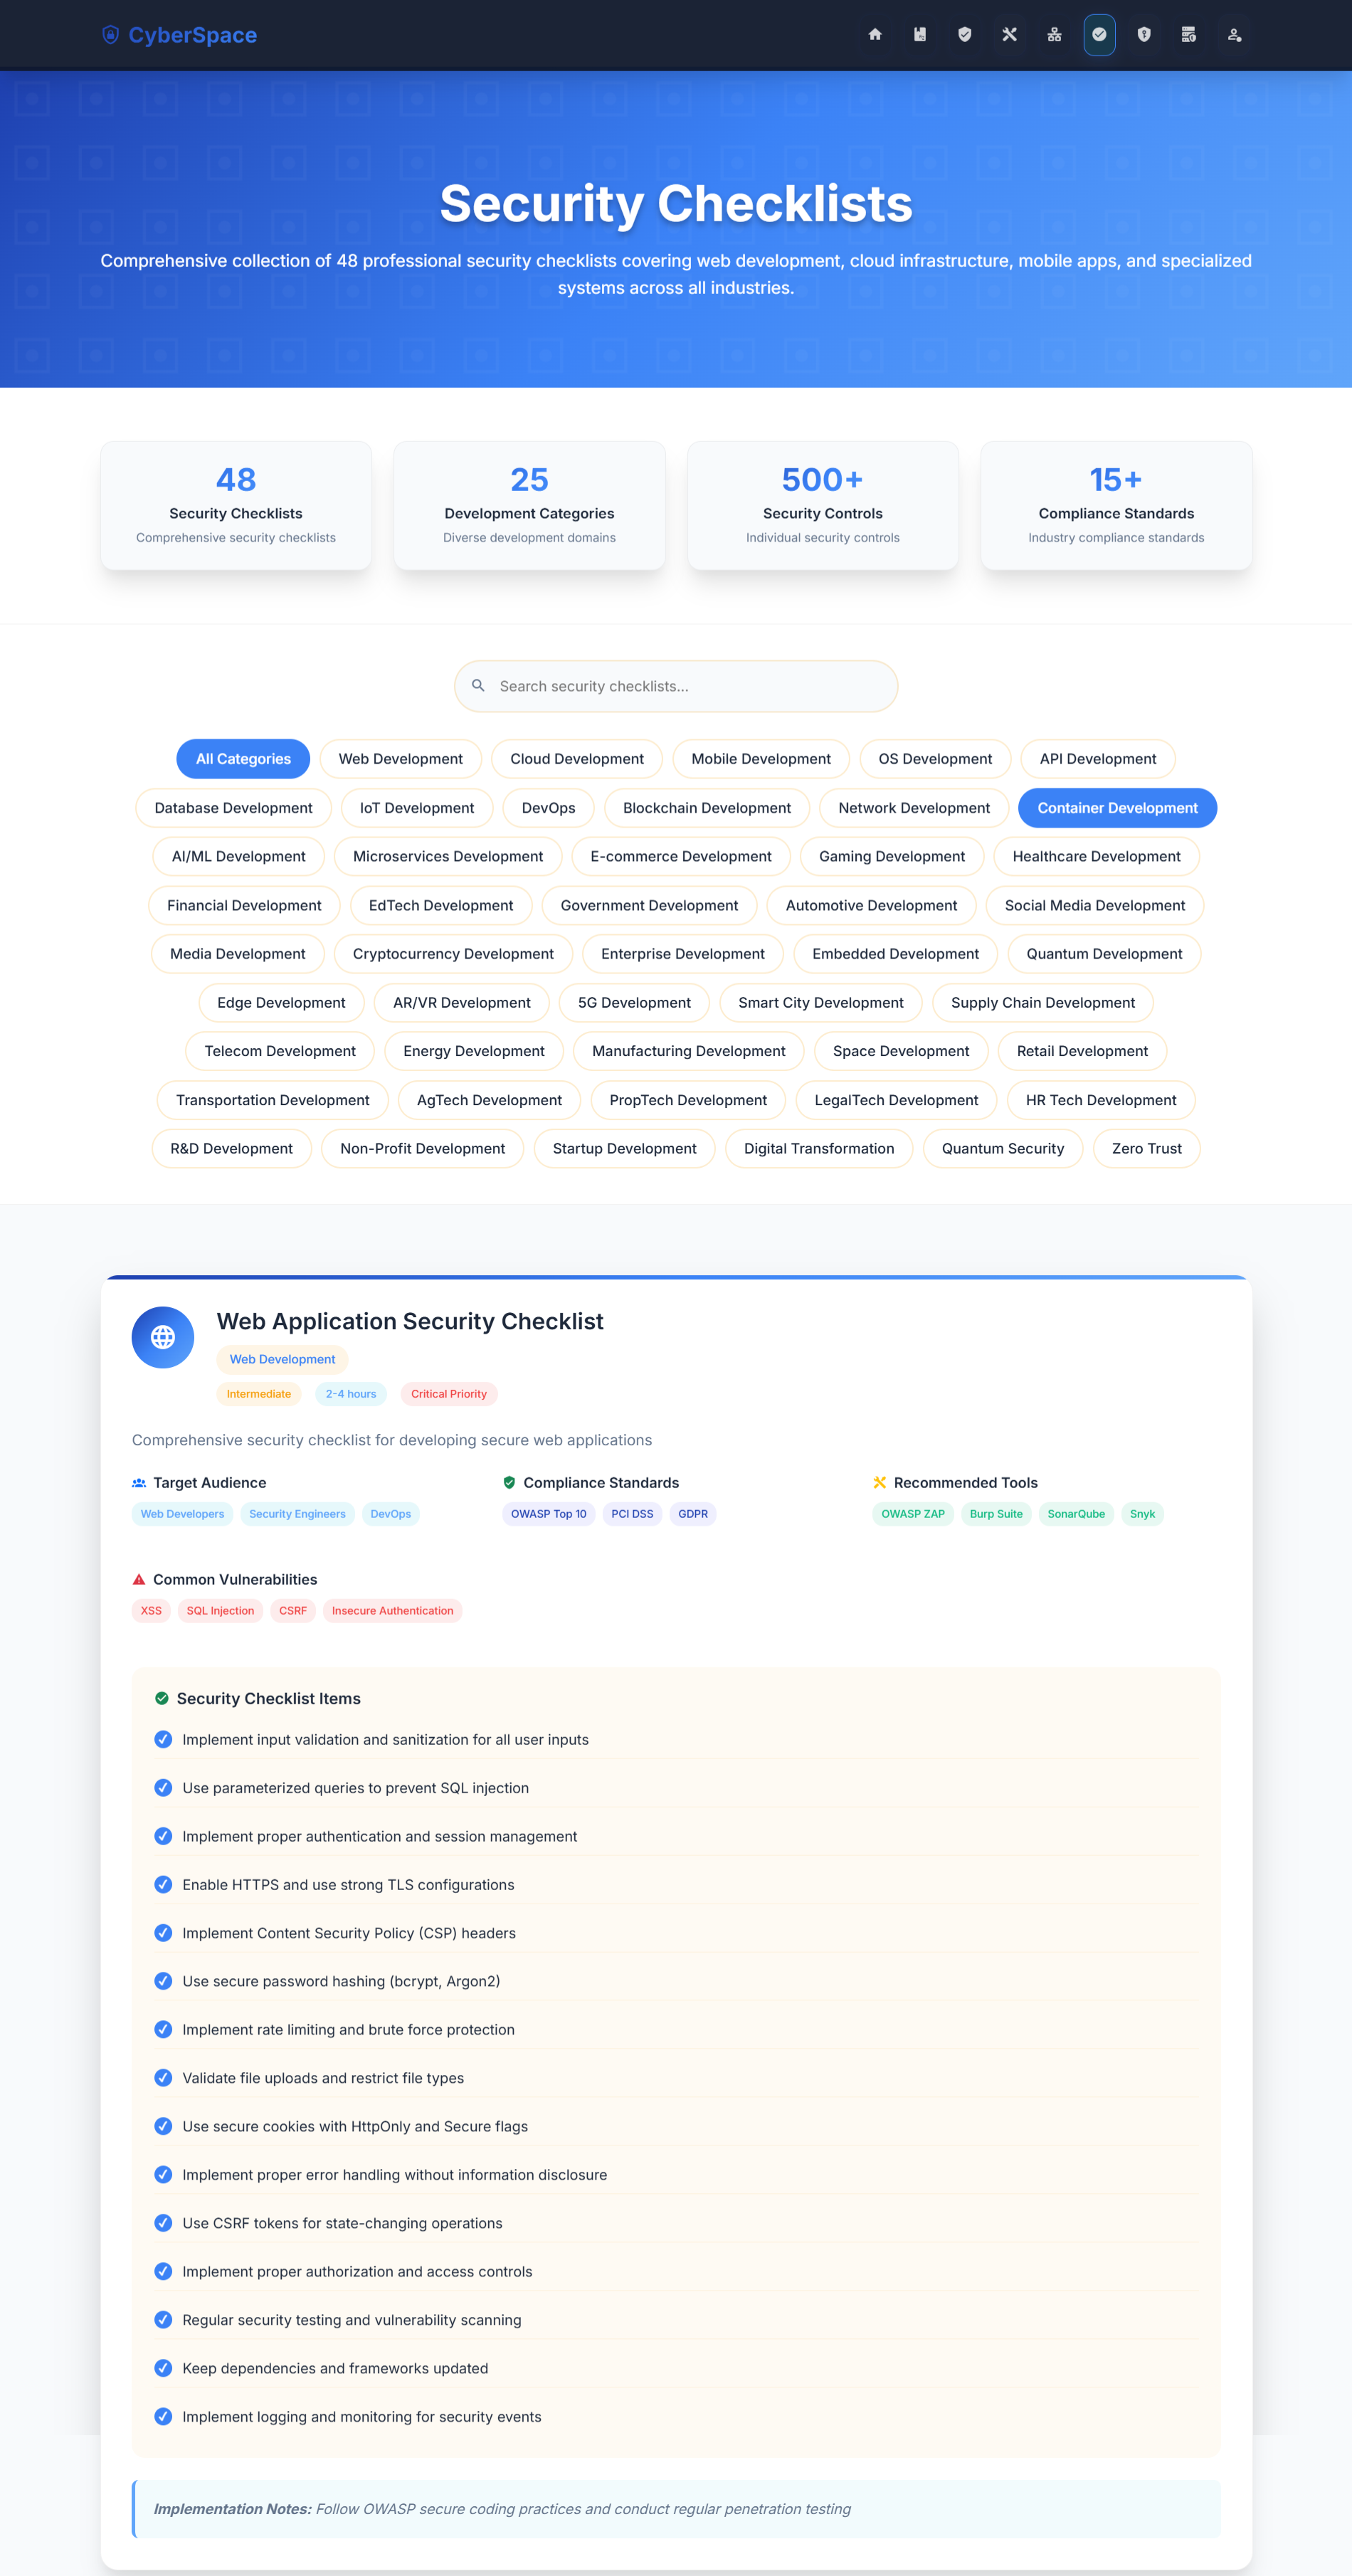 CyberSpace
Security Checklists
Comprehensive collection of 48 professional security checklists covering web development, cloud infrastructure, mobile apps, and specialized
systems across all industries.
48
Security Checklists
Comprehensive security checklists
25
Development Categories
Diverse development domains
500+
Security Controls
Individual security controls
15+
Compliance Standards
Industry compliance standards
Search security checklists...
All Categories Web Development Cloud Development Mobile Development OS Development API Development
Database Development IoT Development DevOps Blockchain Development Network Development Container Development
AI/ML Development Microservices Development E-commerce Development Gaming Development Healthcare Development
Financial Development EdTech Development Government Development Automotive Development Social Media Development
Media Development Cryptocurrency Development Enterprise Development Embedded Development Quantum Development
Edge Development AR/VR Development 5G Development Smart City Development Supply Chain Development
Telecom Development Energy Development Manufacturing Development Space Development Retail Development
Transportation Development AgTech Development PropTech Development LegalTech Development HR Tech Development
R&D Development Non-Profit Development Startup Development Digital Transformation Quantum Security Zero Trust
Web Application Security Checklist
Web Development
Intermediate 2-4 hours Critical Priority
Comprehensive security checklist for developing secure web applications
Target Audience
Web Developers Security Engineers DevOps
Compliance Standards
OWASP Top 10 PCI DSS GDPR
Recommended Tools
OWASP ZAP Burp Suite SonarQube Snyk
Common Vulnerabilities
XSS SQL Injection CSRF Insecure Authentication
Security Checklist Items
Implement input validation and sanitization for all user inputs
Use parameterized queries to prevent SQL injection
Implement proper authentication and session management
Enable HTTPS and use strong TLS configurations
Implement Content Security Policy (CSP) headers
Use secure password hashing (bcrypt, Argon2)
Implement rate limiting and brute force protection
Validate file uploads and restrict file types
Use secure cookies with HttpOnly and Secure flags
Implement proper error handling without information disclosure
Use CSRF tokens for state-changing operations
Implement proper authorization and access controls
Regular security testing and vulnerability scanning
Keep dependencies and frameworks updated
Implement logging and monitoring for security events
Implementation Notes: Follow OWASP secure coding practices and conduct regular penetration testing